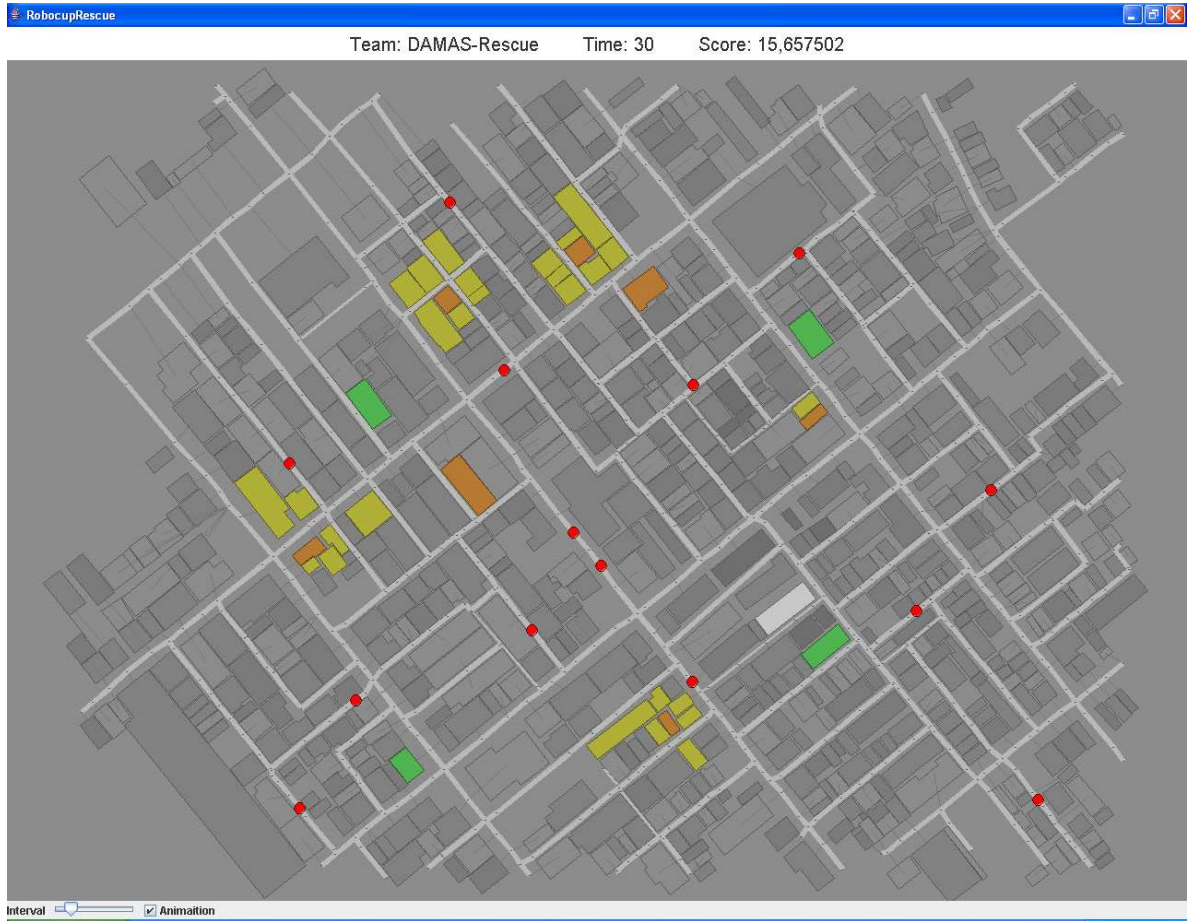 RobocupRescue
Team: DAMAS-Rescue Time: 30 Score: 15,657502
Interval Animaition